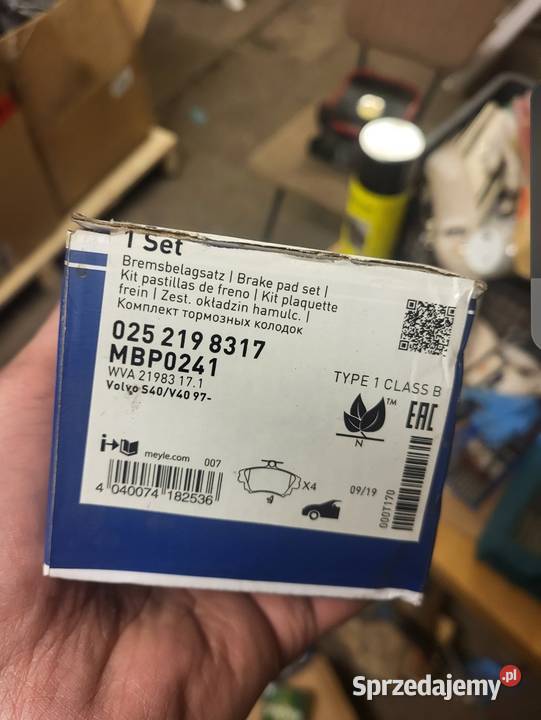 1 Set
Bremsbelagsatz | Brake pad set |
Kit pastillas de freno | Kit plaquette
frein | Zest. okładzin hamulc. |
Комплект тормозных колодок
025 219 8317
MBP0241
WVA 21983 17.1
Volvo S40/V40 97-
TYPE 1 CLASS B
TM
N
EAC
meyle.com
007
4 040074 182536
X4
09/19
000T170
Sprzedajemy.pl